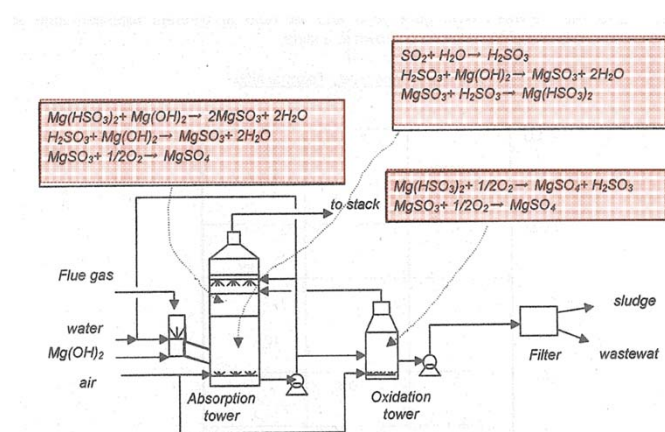 SO2+ H2O→ H2SO3
H2SO3+ Mg(OH)2→ MgSO3+ 2H2O
MgSO3+ H2SO3→ Mg(HSO3)2
Mg(HSO3)2+ Mg(OH)2→ 2MgSO3+ 2H2O
H2SO3+ Mg(OH)2→ MgSO3+ 2H2O
MgSO3+ 1/2O2→ MgSO4
Mg(HSO3)2+ 1/2O2→ MgSO4+ H2SO3
MgSO3+ 1/2O2→ MgSO4
to stack
Flue gas
water
Mg(OH)2
air
Absorption
tower
Oxidation
tower
Filter
sludge
wastewat